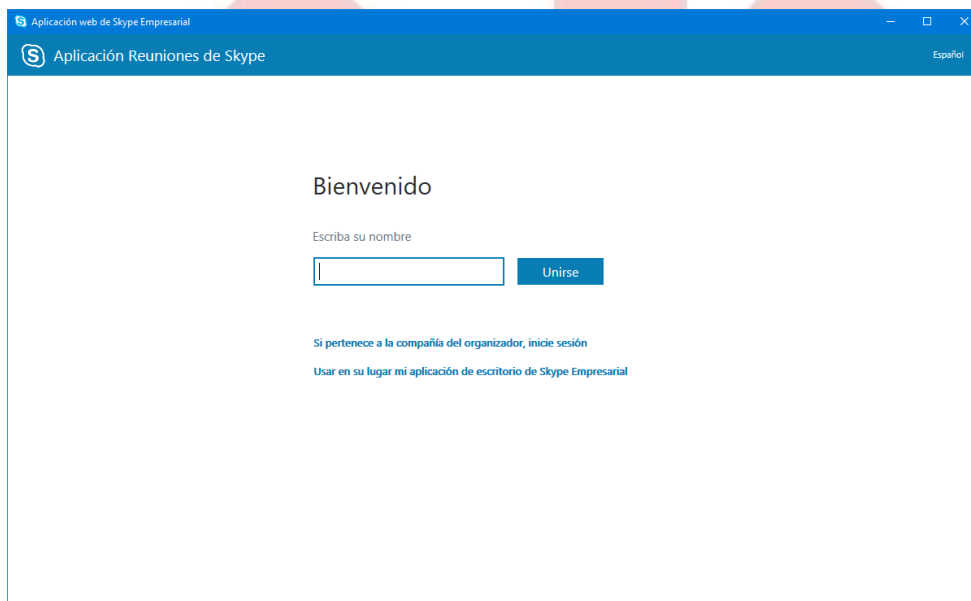 Aplicación web de Skype Empresarial
Aplicación Reuniones de Skype
Español
Bienvenido
Escriba su nombre
Unirse
Si pertenece a la compañía del organizador, inicie sesión
Usar en su lugar mi aplicación de escritorio de Skype Empresarial